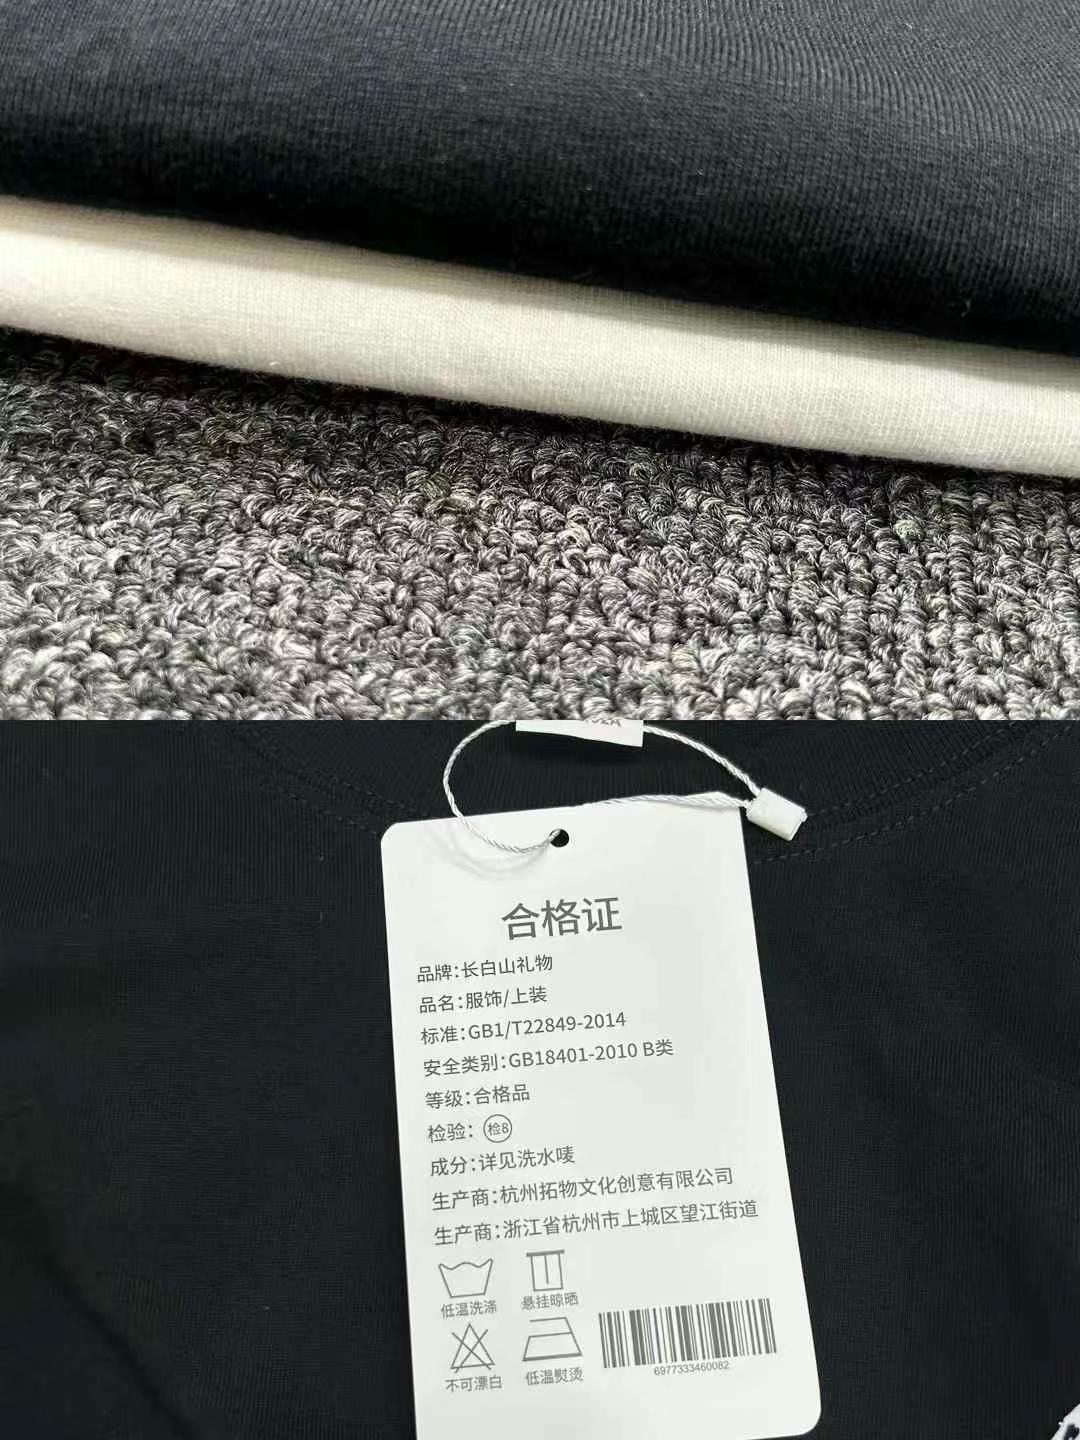 合格证
品牌:长白山礼物
品名:服饰/上装
标准:GB1/T22849-2014
安全类别:GB18401-2010 B类
等级:合格品
检验: 检8
成分:详见洗水唛
生产商:杭州拓物文化创意有限公司
生产商:浙江省杭州市上城区望江街道
低温洗涤 悬挂晾晒
不可漂白 低温熨烫
6977333460082